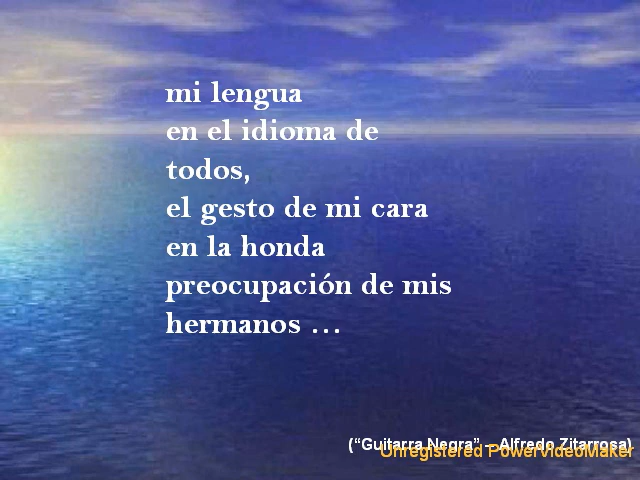 mi lengua
en el idioma de
todos,
el gesto de mi cara
en la honda
preocupación de mis
hermanos …
(“Guitarra Negra” – Alfredo Zitarrosa)
Unregistered PowerVideoMaker